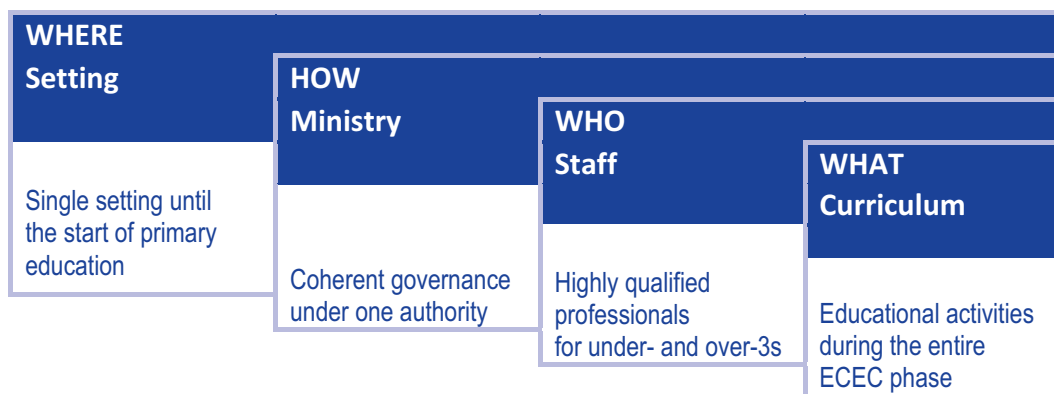 WHERE
Setting
Single setting until
the start of primary
education
HOW
Ministry
Coherent governance
under one authority
WHO
Staff
Highly qualified
professionals
for under- and over-3s
WHAT
Curriculum
Educational activities
during the entire
ECEC phase